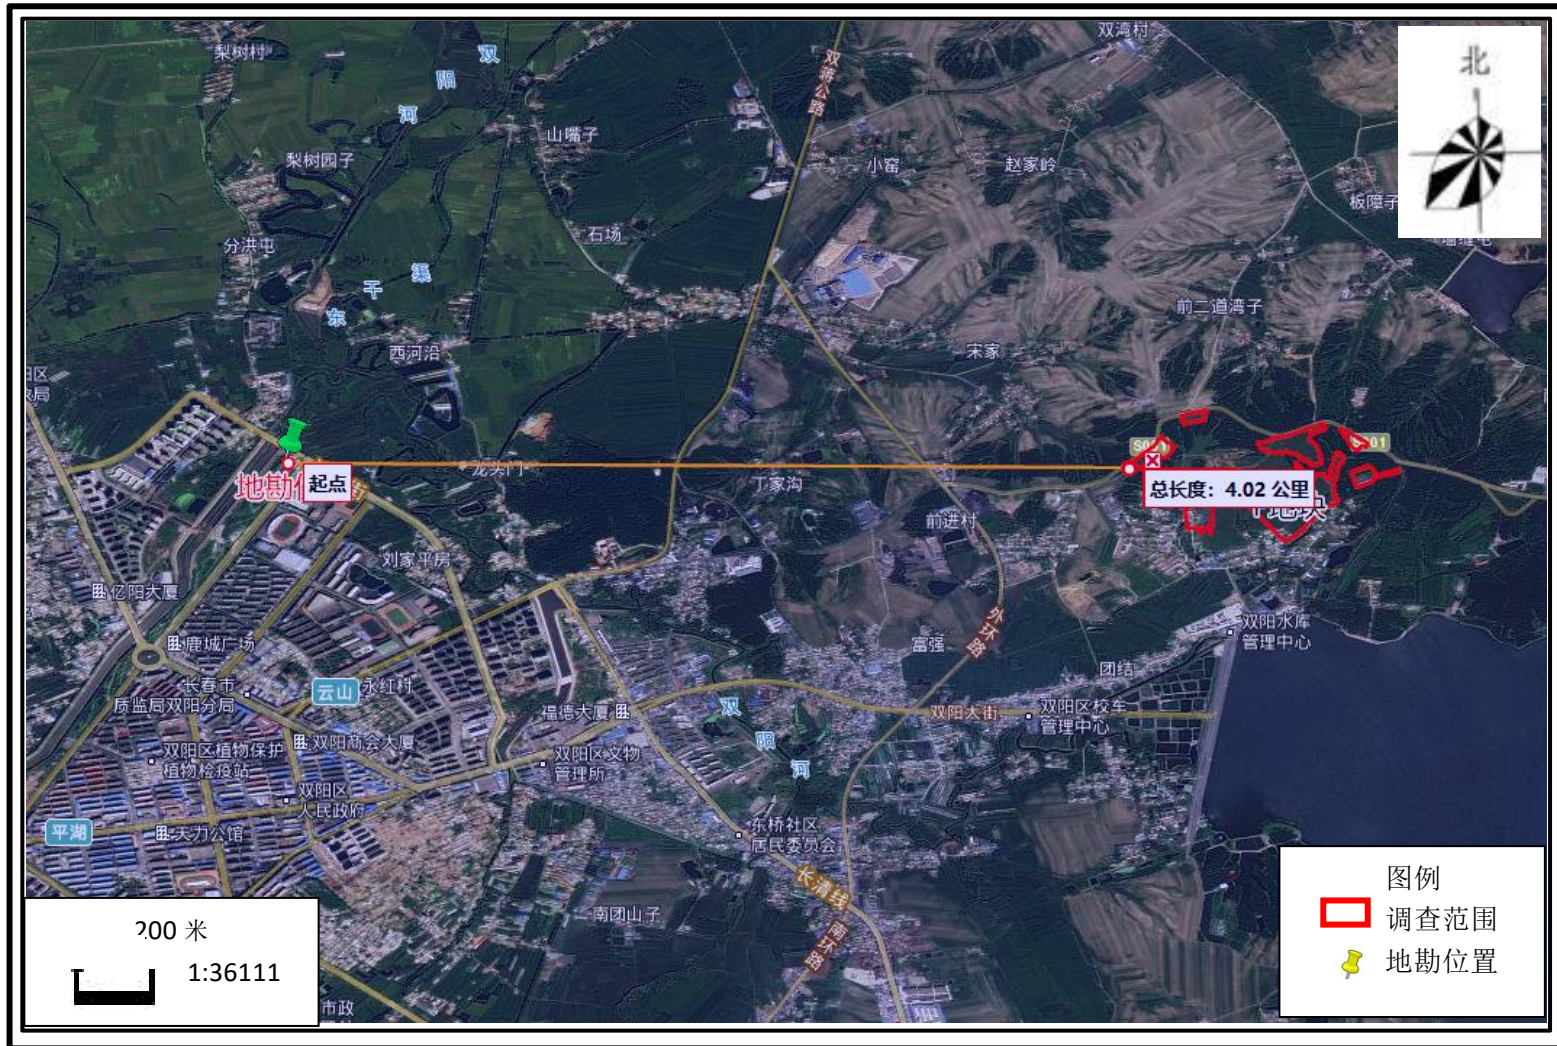 双湾村
梨树村
双阳河
双蒋公路
北
山嘴子
梨树园子
小窑
赵家岭
板障子
分洪屯
石场
东干渠
前二道湾子
西河沿
宋家
S001
起点
总长度：4.02 公里
丁家沟
地块
前进村
刘家平房
亿阳大厦
外环路
双阳水库
管理中心
鹿城广场
富强
团结
长春市
质监局双阳分局
云山
永红村
福德大厦
双阳河
双阳大街
双阳区校车
管理中心
双阳商会大厦
双阳区植物保护
植物检疫站
双阳区文物
管理所
双阳区
人民政府
平湖
天力公馆
东桥社区
居民委员会
长清线
南团山子
南环路
市政
200 米
1:36111
图例
调查范围
地勘位置